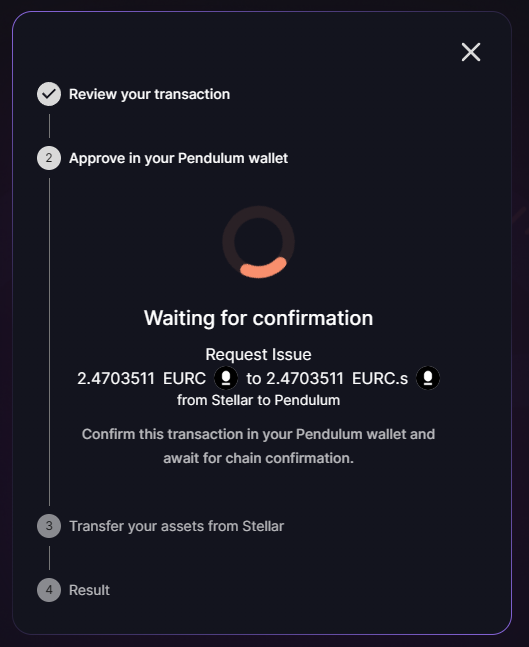 Review your transaction
2 Approve in your Pendulum wallet
Waiting for confirmation
Request Issue
2.4703511 EURC to 2.4703511 EURC.s
from Stellar to Pendulum
Confirm this transaction in your Pendulum wallet and
await for chain confirmation.
3 Transfer your assets from Stellar
4 Result